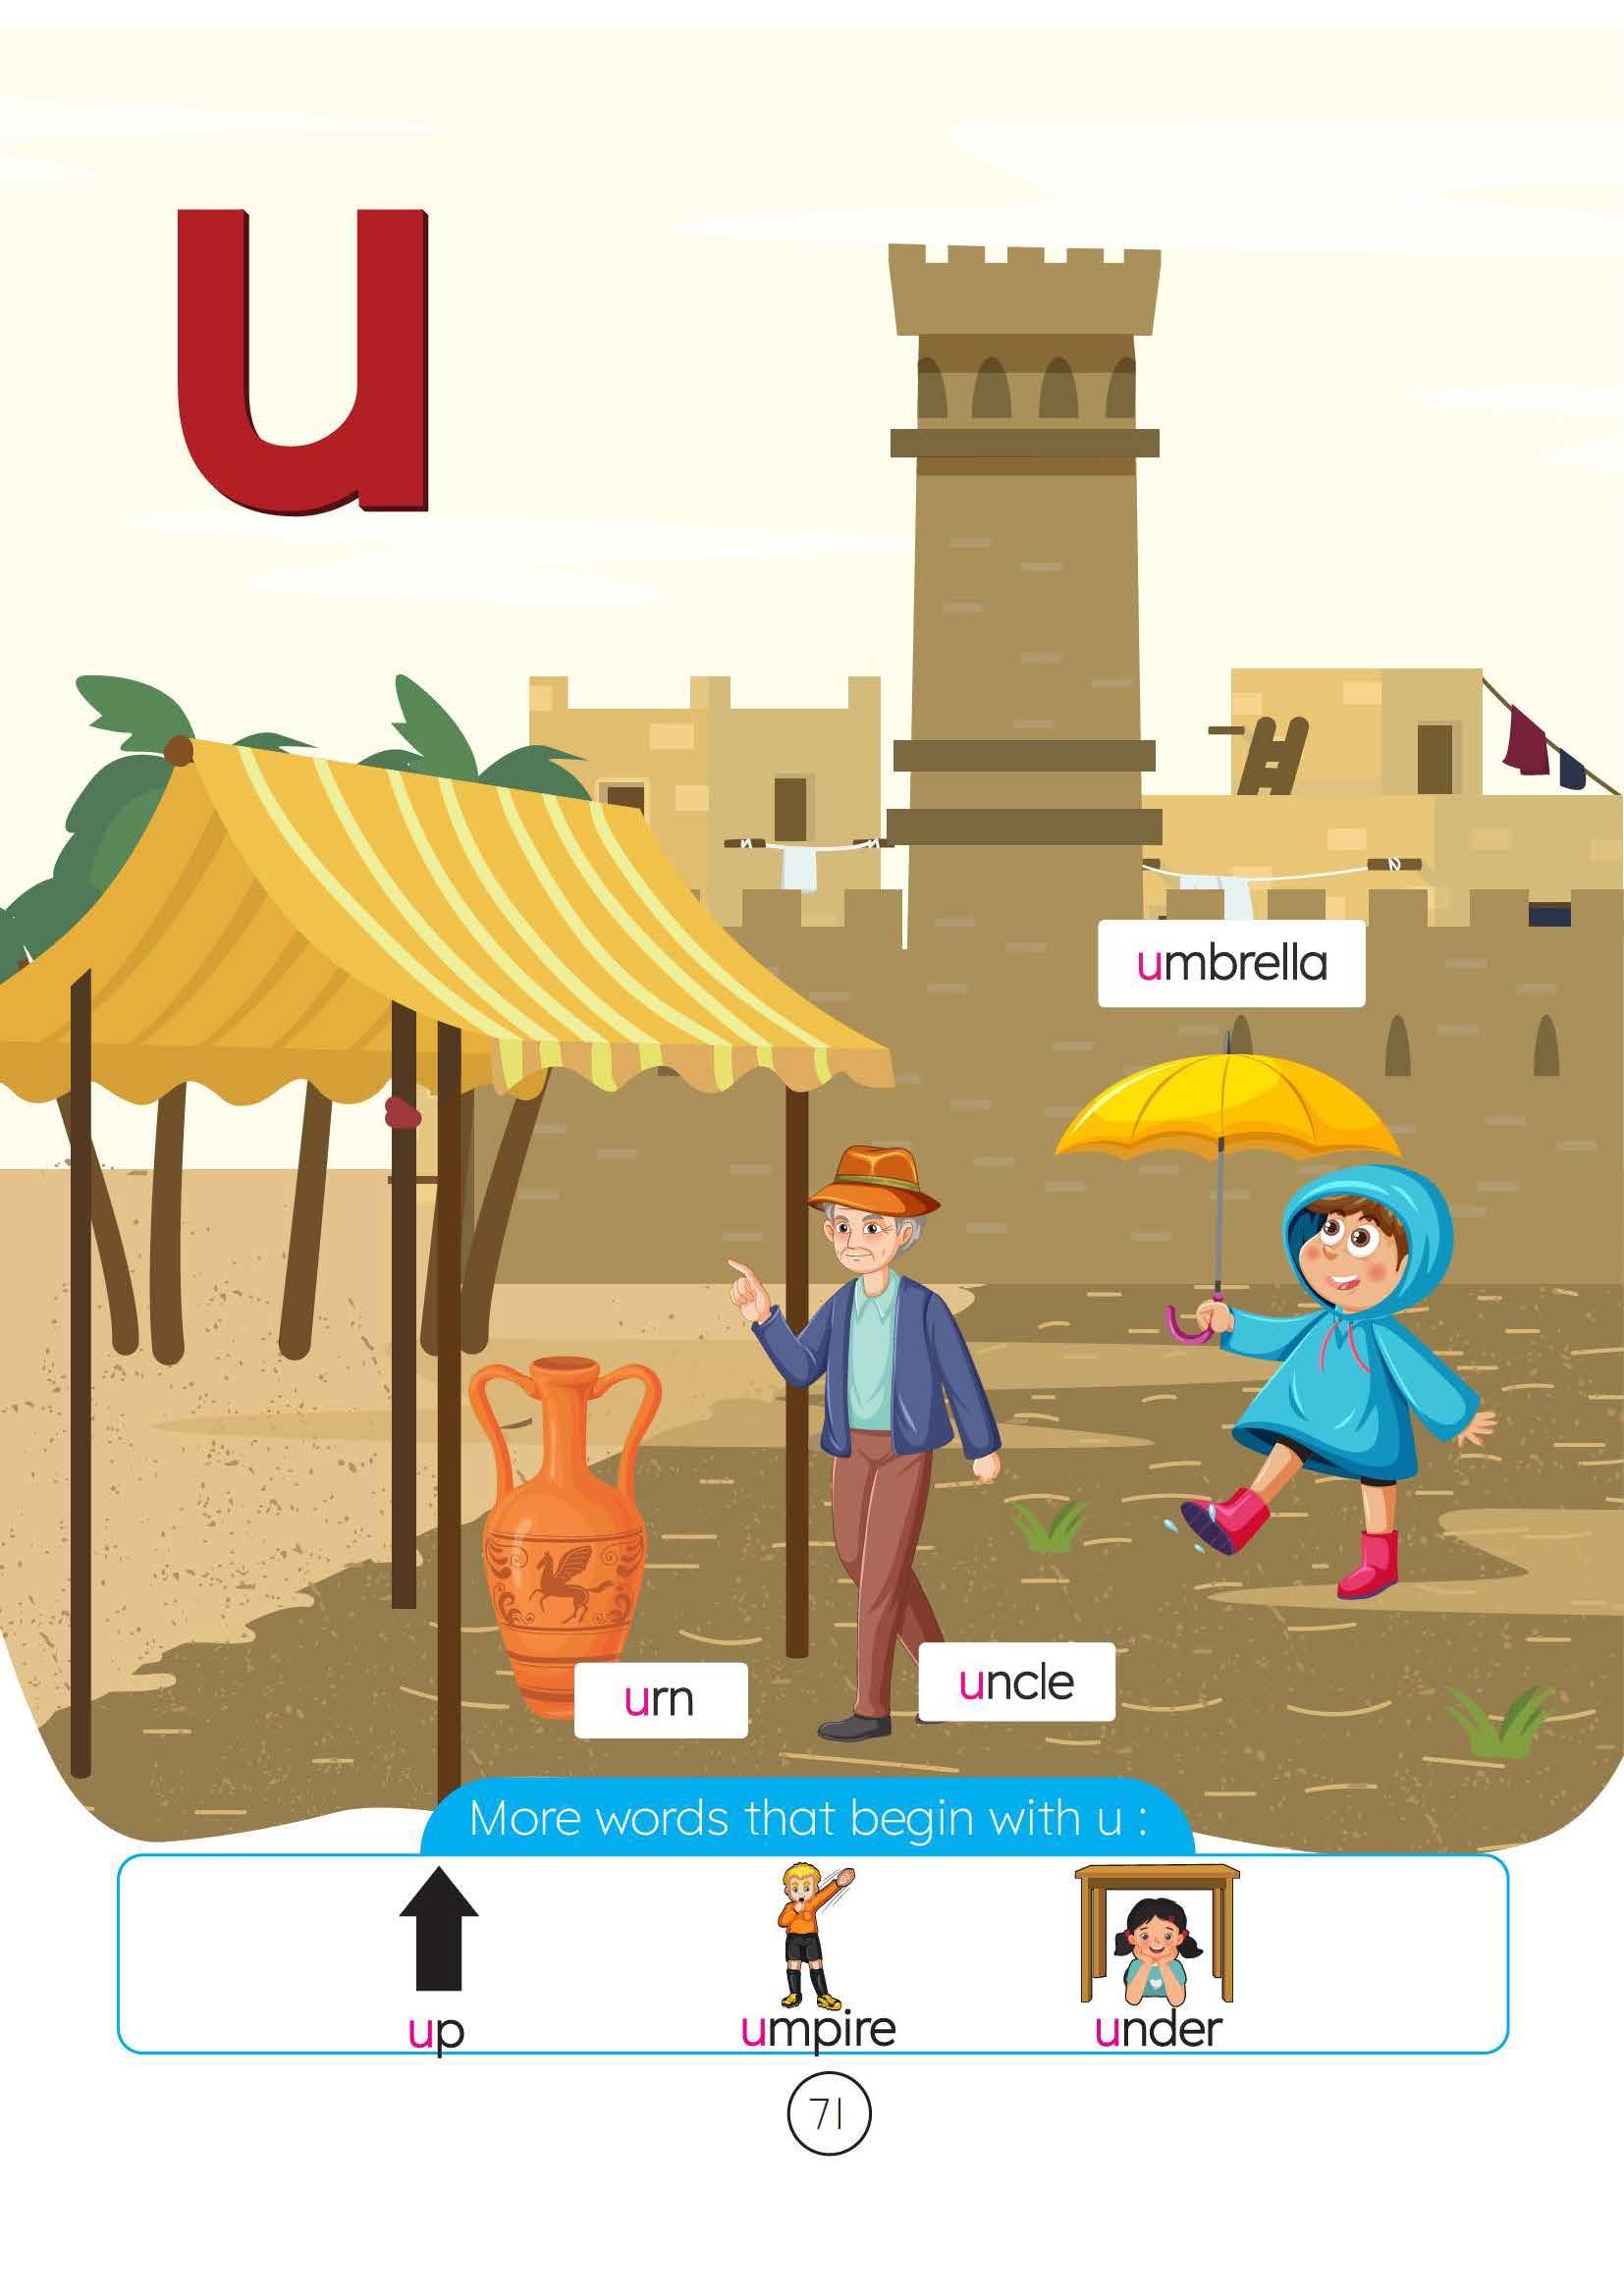 u
umbrella
urn
uncle
More words that begin with u :
up
umpire
under
71